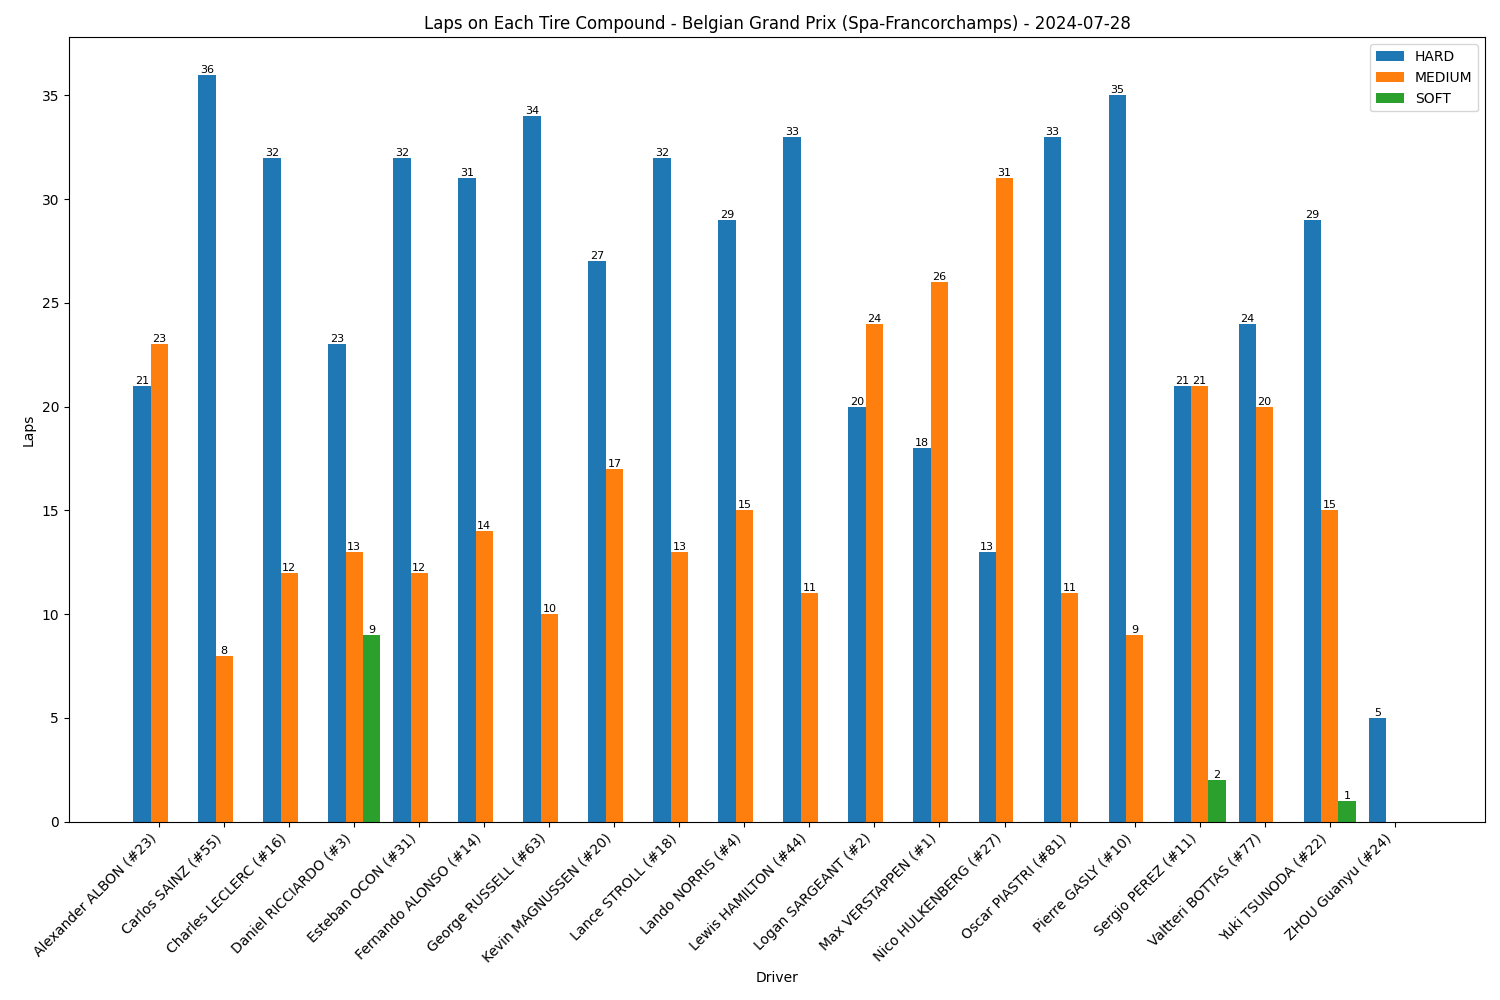 Laps on Each Tire Compound - Belgian Grand Prix (Spa-Francorchamps) - 2024-07-28
HARD
MEDIUM
SOFT
Laps
35
30
25
20
15
10
5
0
21
23
36
8
32
12
23
13
9
32
12
31
14
34
10
27
17
32
13
29
15
33
11
20
24
18
26
13
31
33
11
35
9
21
21
2
24
20
29
15
1
5
Alexander ALBON (#23)
Carlos SAINZ (#55)
Charles LECLERC (#16)
Daniel RICCIARDO (#3)
Esteban OCON (#31)
Fernando ALONSO (#14)
George RUSSELL (#63)
Kevin MAGNUSSEN (#20)
Lance STROLL (#18)
Lando NORRIS (#4)
Lewis HAMILTON (#44)
Logan SARGEANT (#2)
Max VERSTAPPEN (#1)
Nico HULKENBERG (#27)
Oscar PIASTRI (#81)
Pierre GASLY (#10)
Sergio PEREZ (#11)
Valtteri BOTTAS (#77)
Yuki TSUNODA (#22)
ZHOU Guanyu (#24)
Driver